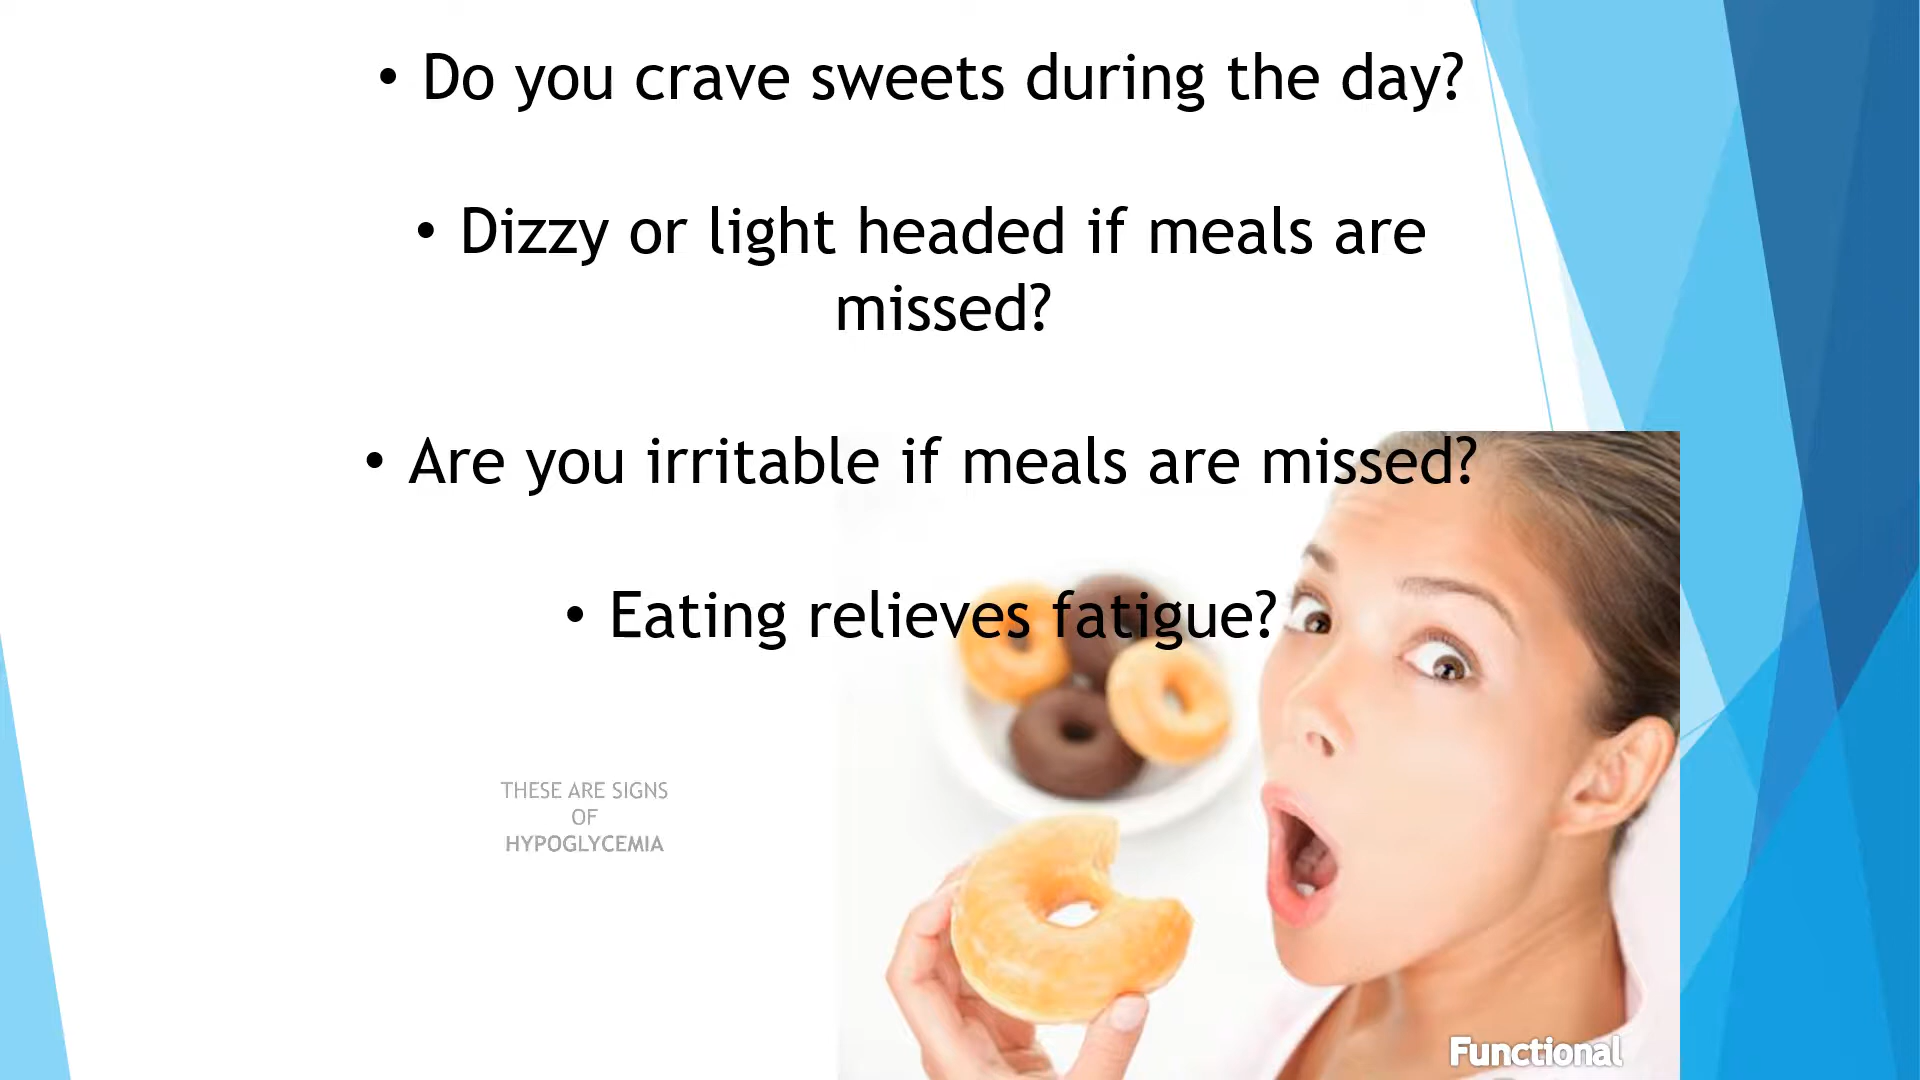 • Do you crave sweets during the day?
• Dizzy or light headed if meals are
missed?
• Are you irritable if meals are missed?
• Eating relieves fatigue?
THESE ARE SIGNS
OF
HYPOGLYCEMIA
Functional